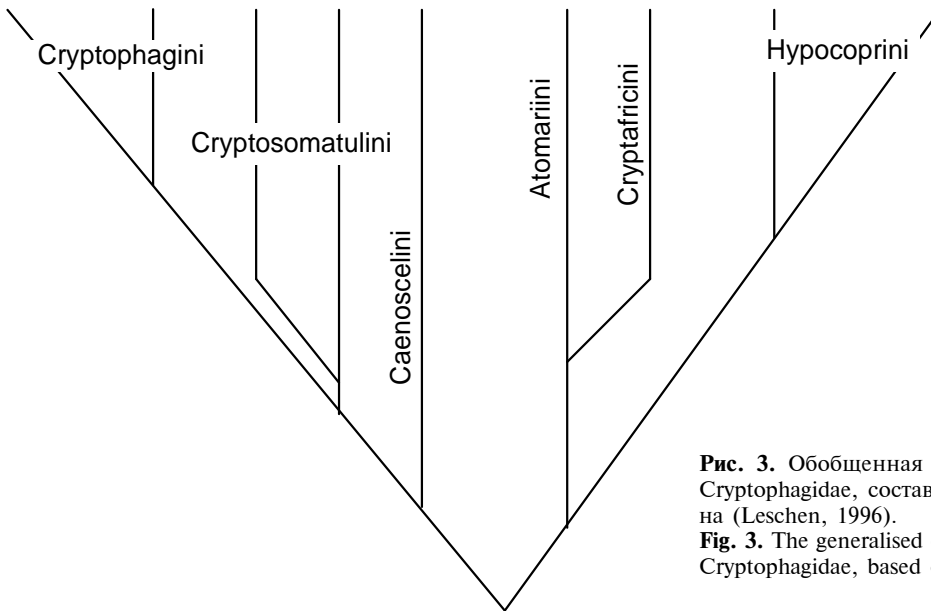 Cryptophagini
Hypocoprini
Cryptosomatulini
Atomariini
Cryptafricini
Caenoscelini
Рис. 3. Обобщенная
Cryptophagidae, состав
на (Leschen, 1996).
Fig. 3. The generalised
Cryptophagidae, based